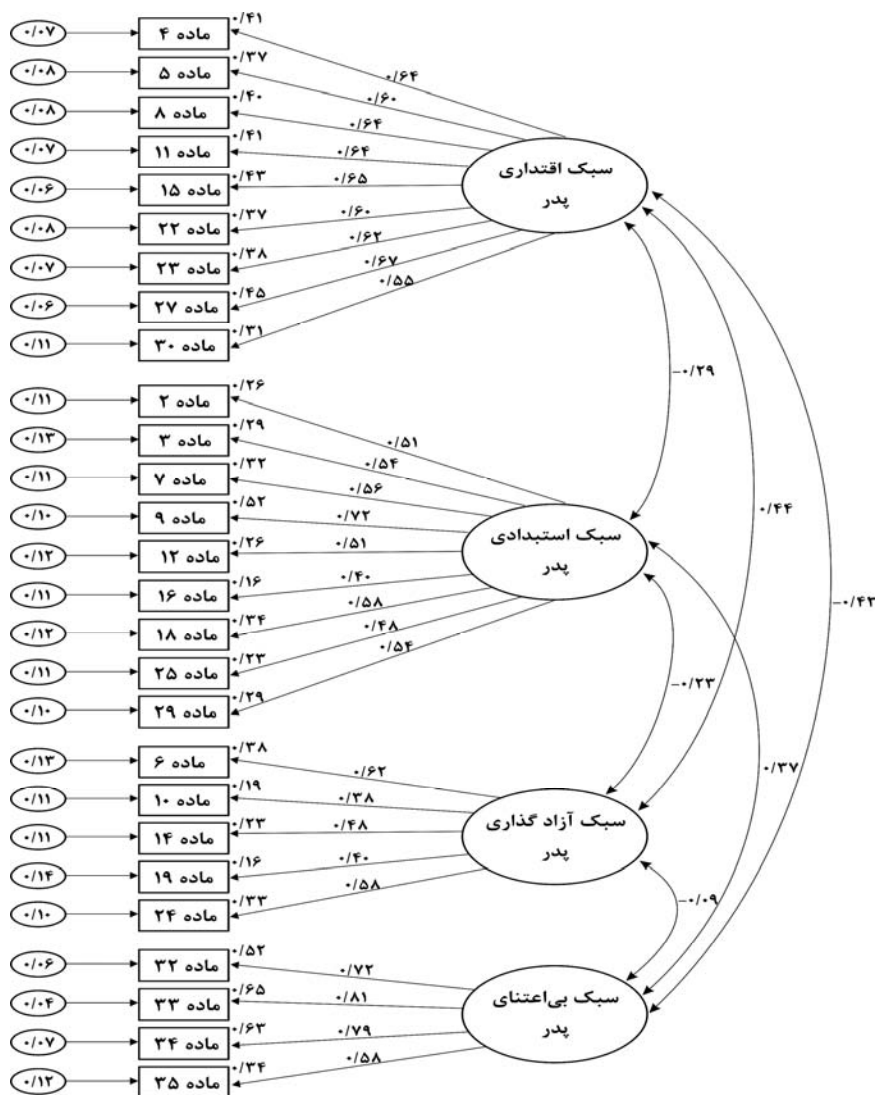 ۰/۰۷ ماده ۴ ۰/۴۱
۰/۶۴
۰/۰۸ ماده ۵ ۰/۳۷
۰/۶۰
۰/۰۸ ماده ۸ ۰/۴۰
۰/۶۴
۰/۰۷ ماده ۱۱ ۰/۴۱
۰/۶۴
۰/۰۶ ماده ۱۵ ۰/۴۳
۰/۶۵
۰/۰۸ ماده ۲۲ ۰/۳۷
۰/۶۰
۰/۰۷ ماده ۲۳ ۰/۳۸
۰/۶۲
۰/۰۶ ماده ۲۷ ۰/۴۵
۰/۶۷
۰/۱۱ ماده ۳۰ ۰/۳۱
۰/۵۵
سبک اقتداری
پدر
۰/۱۱ ماده ۲ ۰/۲۶
۰/۵۱
۰/۱۳ ماده ۳ ۰/۲۹
۰/۵۴
۰/۱۱ ماده ۷ ۰/۳۲
۰/۵۶
۰/۱۰ ماده ۹ ۰/۵۲
۰/۷۲
۰/۱۲ ماده ۱۲ ۰/۲۶
۰/۵۱
۰/۱۱ ماده ۱۶ ۰/۱۶
۰/۴۰
۰/۱۲ ماده ۱۸ ۰/۳۴
۰/۵۸
۰/۱۱ ماده ۲۵ ۰/۲۳
۰/۴۸
۰/۱۰ ماده ۲۹ ۰/۲۹
۰/۵۴
سبک استبدادی
پدر
۰/۱۳ ماده ۶ ۰/۳۸
۰/۶۲
۰/۱۱ ماده ۱۰ ۰/۱۹
۰/۳۸
۰/۱۱ ماده ۱۴ ۰/۲۳
۰/۴۸
۰/۱۴ ماده ۱۹ ۰/۱۶
۰/۴۰
۰/۱۰ ماده ۲۴ ۰/۳۳
۰/۵۸
سبک آزاد گذاری
پدر
۰/۰۶ ماده ۳۲ ۰/۵۲
۰/۷۲
۰/۰۴ ماده ۳۳ ۰/۶۵
۰/۸۱
۰/۰۷ ماده ۳۴ ۰/۶۳
۰/۷۹
۰/۱۲ ماده ۳۵ ۰/۳۴
۰/۵۸
سبک بی‌اعتنای
پدر
−۰/۲۹
۰/۴۴
−۰/۴۳
−۰/۲۳
۰/۳۷
−۰/۰۹